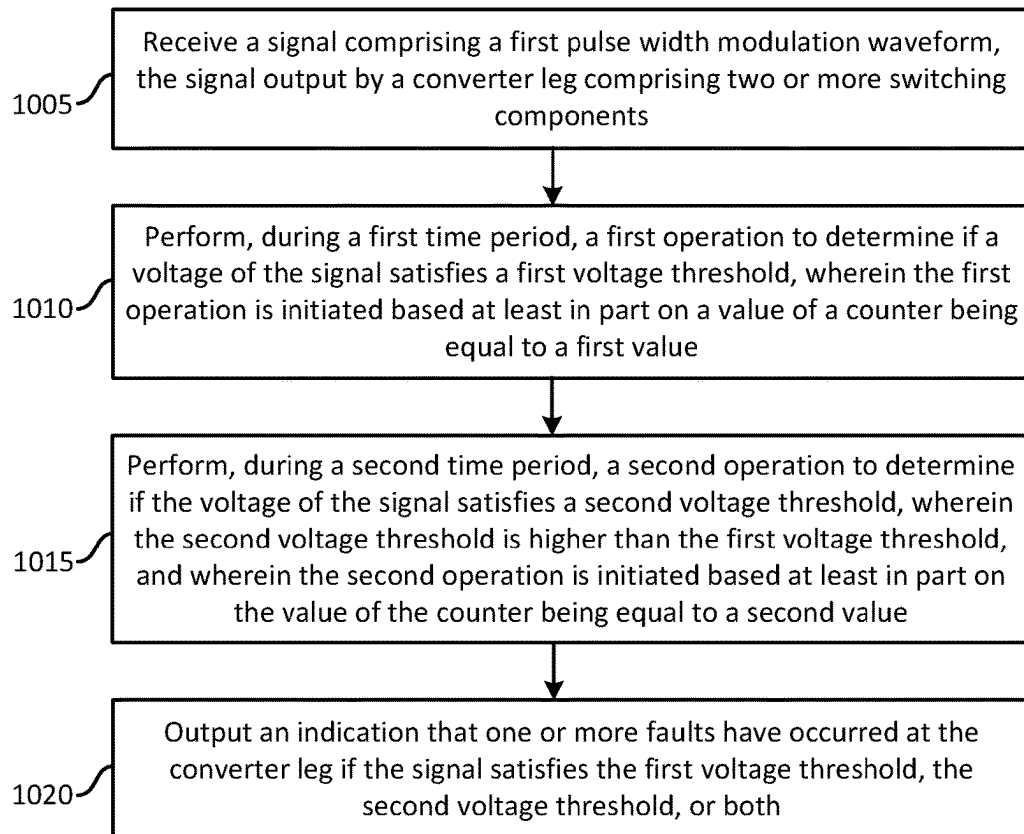 Receive a signal comprising a first pulse width modulation waveform,
the signal output by a converter leg comprising two or more switching
components
1005
Perform, during a first time period, a first operation to determine if a
voltage of the signal satisfies a first voltage threshold, wherein the first
operation is initiated based at least in part on a value of a counter being
equal to a first value
1010
Perform, during a second time period, a second operation to determine
if the voltage of the signal satisfies a second voltage threshold, wherein
the second voltage threshold is higher than the first voltage threshold,
and wherein the second operation is initiated based at least in part on
the value of the counter being equal to a second value
1015
Output an indication that one or more faults have occurred at the
converter leg if the signal satisfies the first voltage threshold, the
second voltage threshold, or both
1020